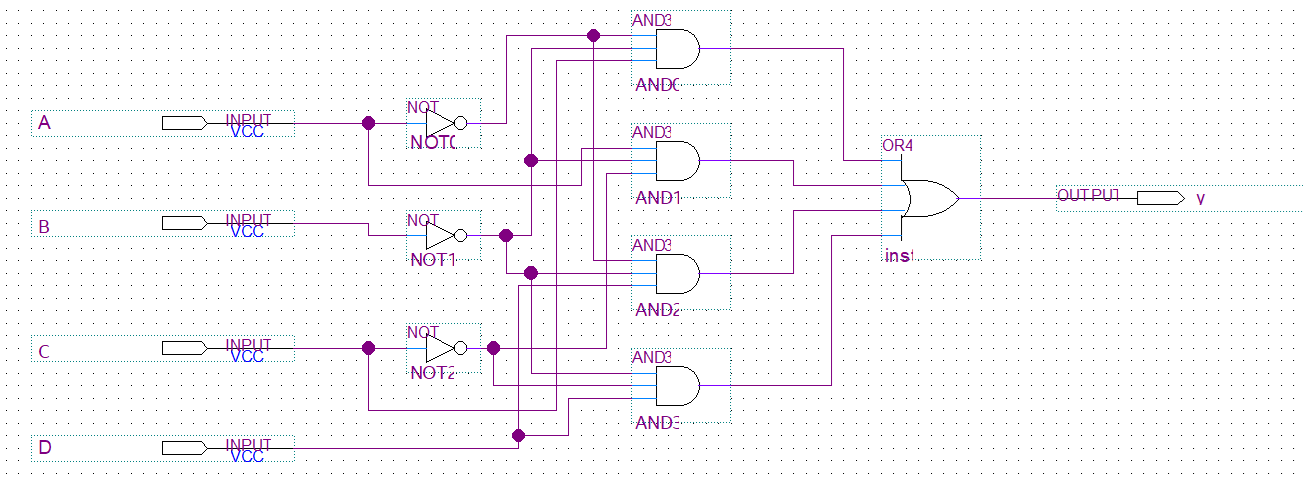 AND3
AND0
A
INPUT
VCC
NOT
NOT0
AND3
AND1
OR4
inst
B
INPUT
VCC
NOT
NOT1
OUTPUT
AND3
AND2
C
INPUT
VCC
NOT
NOT2
AND3
AND3
D
INPUT
VCC